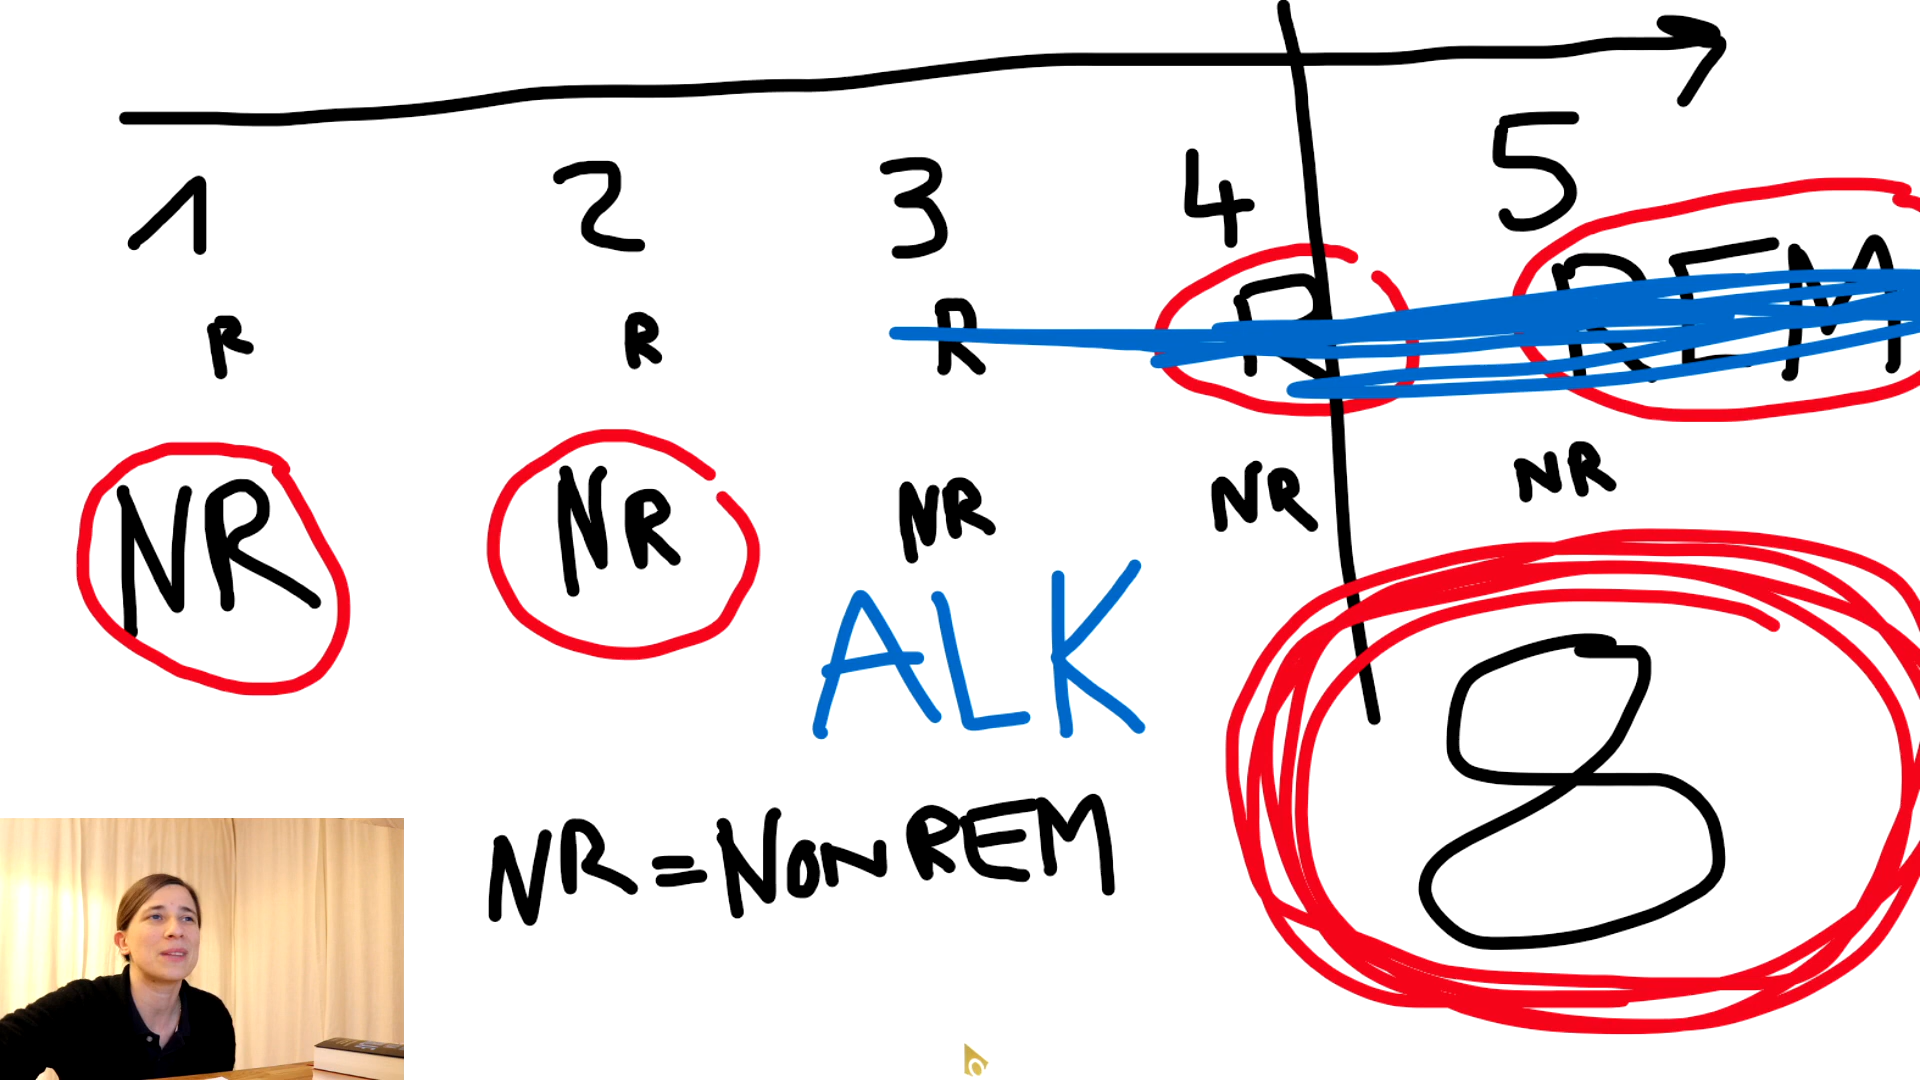 1 2 3 4 5
R R R R REM
NR NR NR NR NR
ALK
8
NR = NONREM